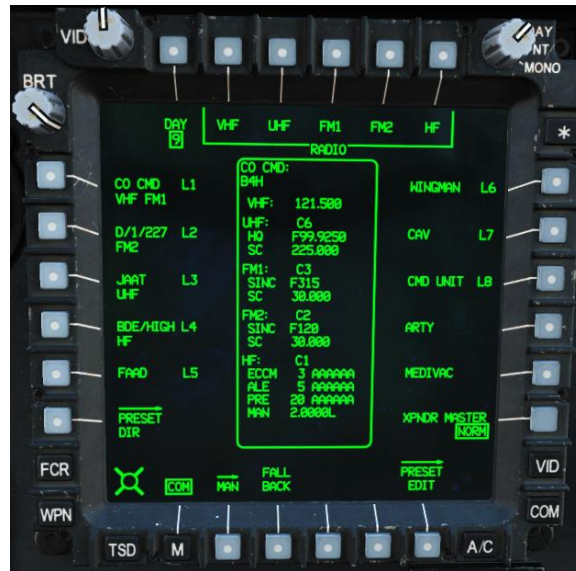 VID
DAY
NT
MONO
BRT
DAY VHF UHF FM1 FM2 HF
9
RADIO
*
CO CMD L1
VHF FM1
D/1/227 L2
FM2
JAAT L3
UHF
BDE/HIGH L4
HF
FAAD L5
PRESET
DIR
CO CMD:
B4H
VHF: 121.500
UHF: C6
HQ F99.9250
SC 225.000
FM1: C3
SINC F315
SC 30.000
FM2: C2
SINC F120
SC 30.000
HF: C1
ECCM 3 AAAAAA
ALE 5 AAAAAA
PRE 20 AAAAAA
MAN 2.0000L
WINGMAN L6
CAV L7
CMD UNIT L8
ARTY
MEDIVAC
XPNDR MASTER
NORM
FCR
VID
COM
MAN
FALL
BACK
PRESET
EDIT
WPN
COM
TSD
M
A/C